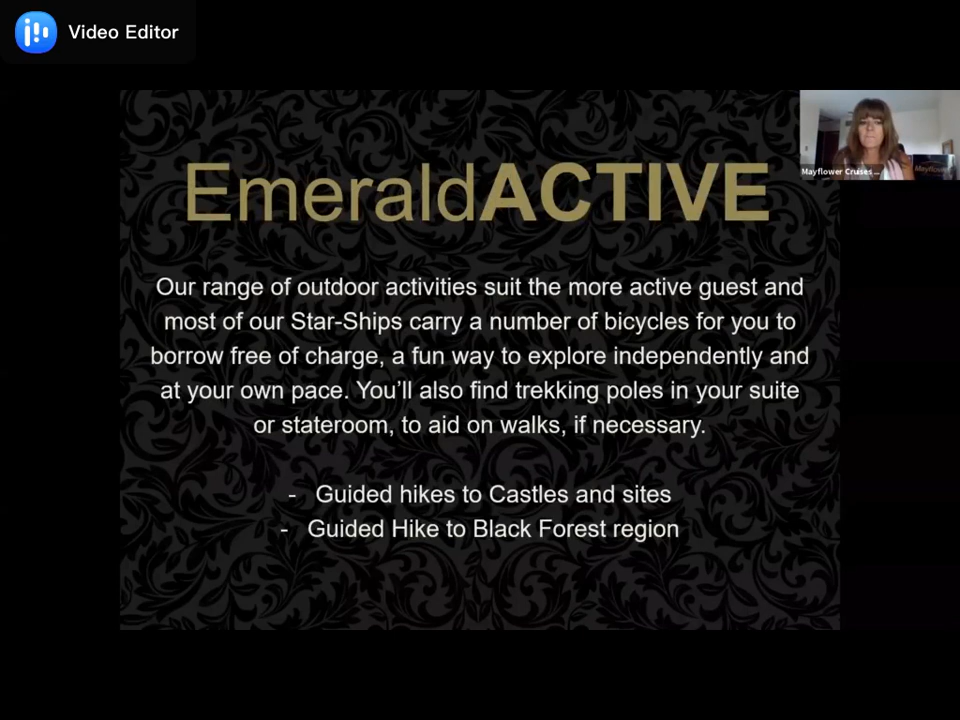 Video Editor
EmeraldACTIVE
Mayflower Cruises ...
Mayflower
Our range of outdoor activities suit the more active guest and
most of our Star-Ships carry a number of bicycles for you to
borrow free of charge, a fun way to explore independently and
at your own pace. You’ll also find trekking poles in your suite
or stateroom, to aid on walks, if necessary.
- Guided hikes to Castles and sites
- Guided Hike to Black Forest region